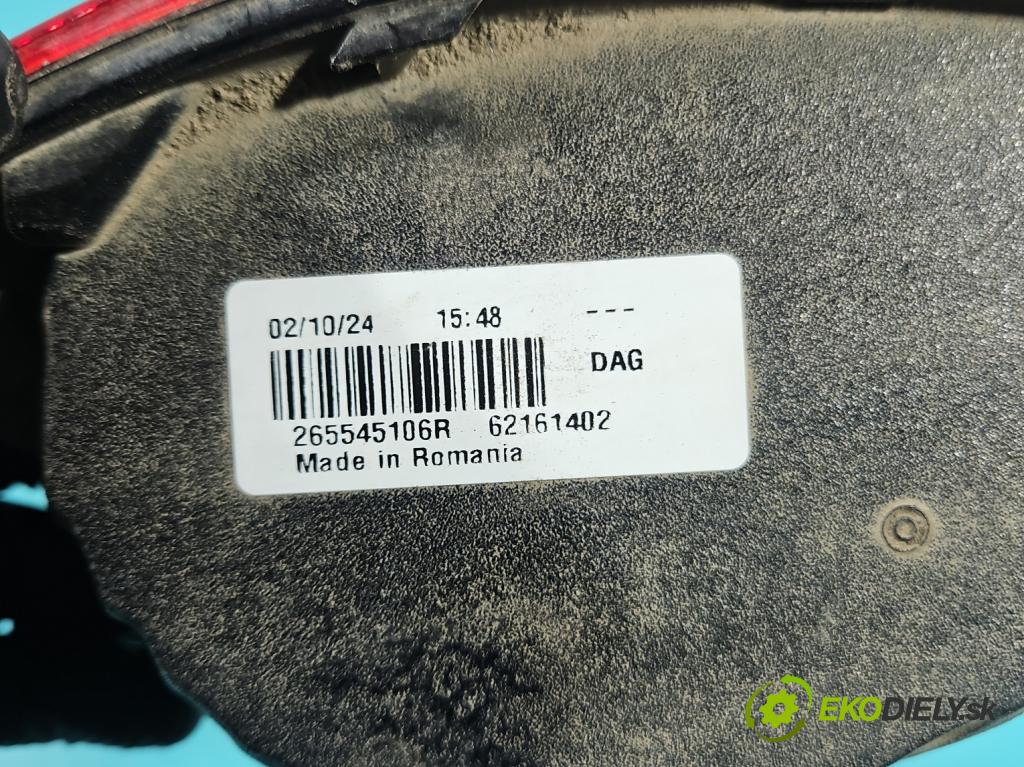 02/10/24 15:48 ---
DAG
265545106R 62161402
Made in Romania
EKODIELY.sk